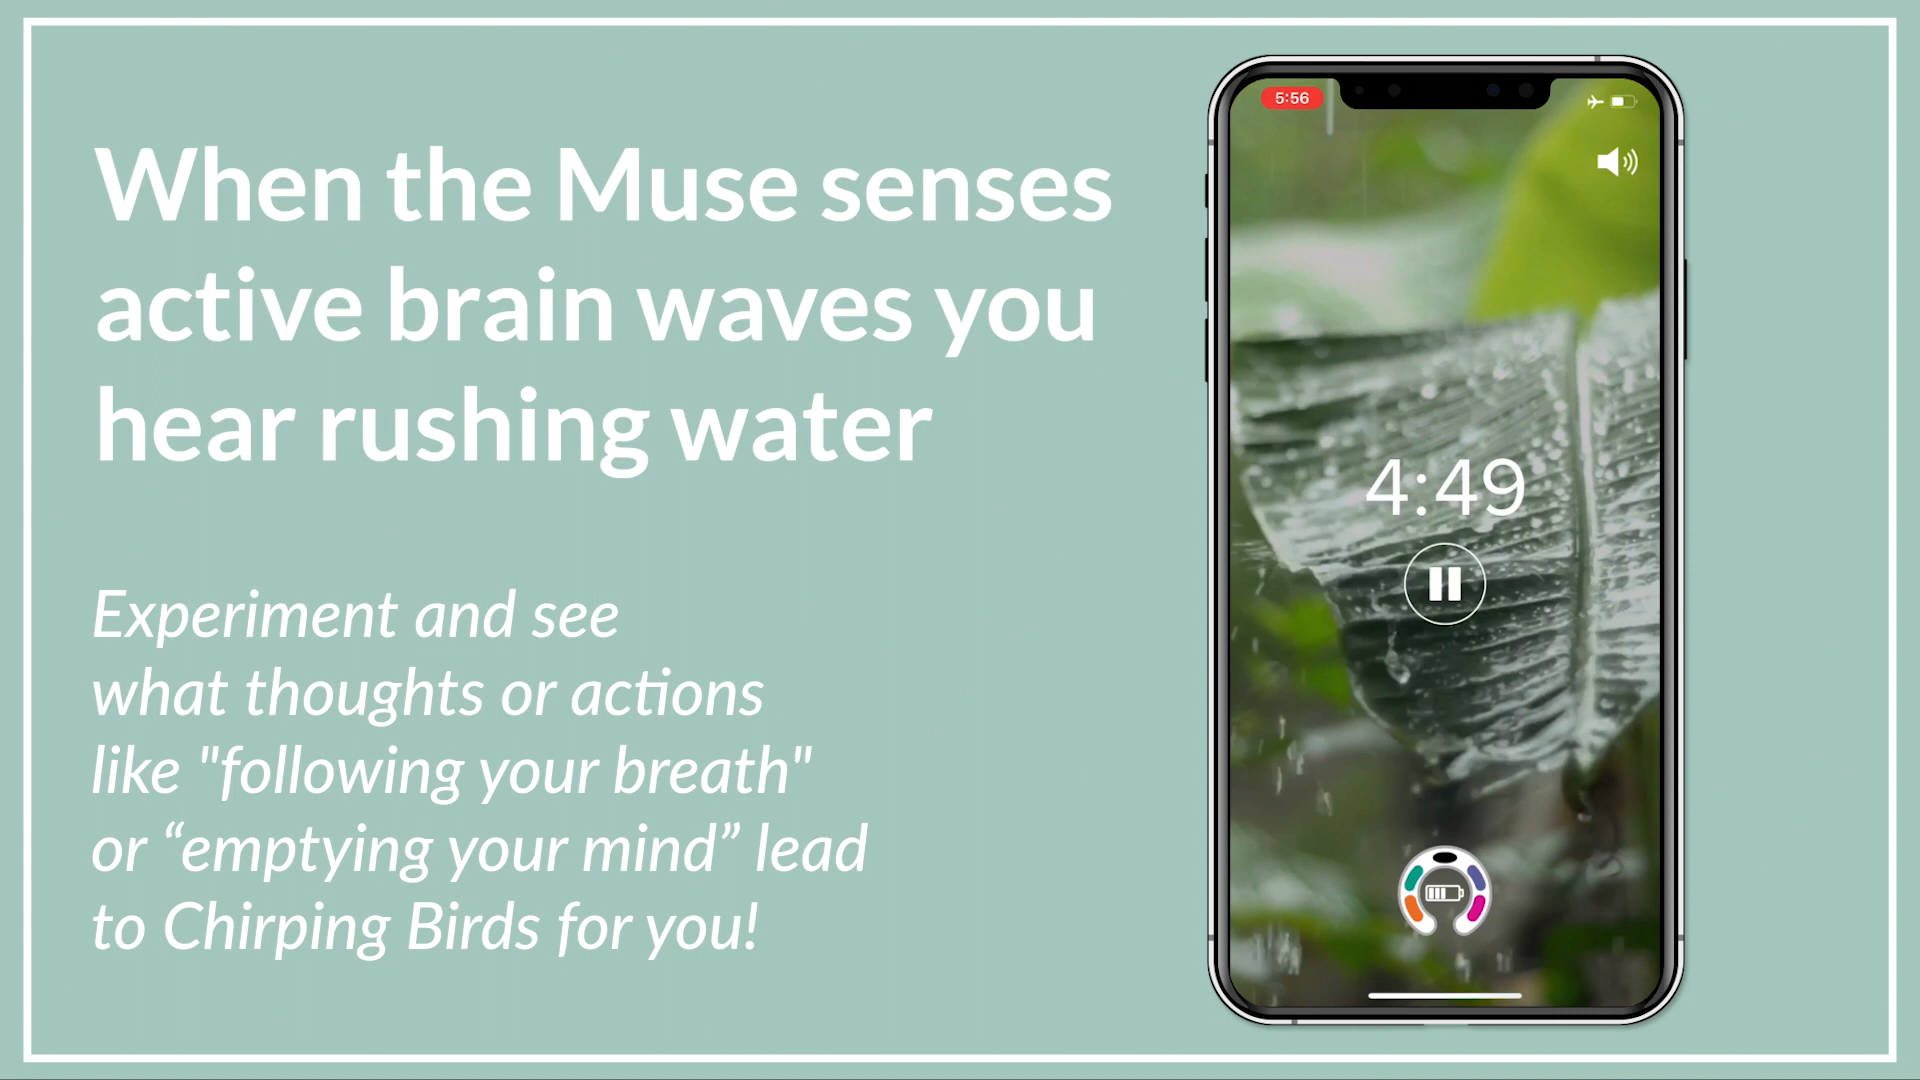 When the Muse senses
active brain waves you
hear rushing water
Experiment and see
what thoughts or actions
like "following your breath"
or “emptying your mind” lead
to Chirping Birds for you!
5:56
4:49